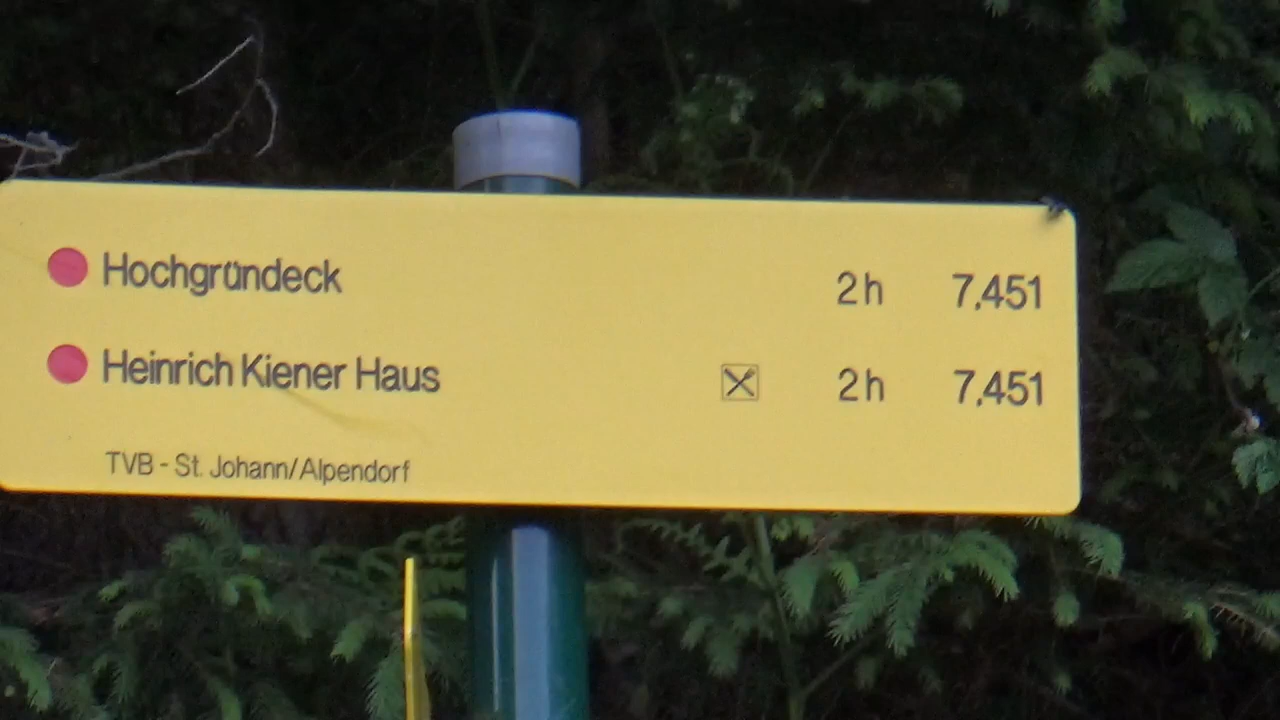 Hochgründeck 2h 7,451
Heinrich Kiener Haus 2h 7,451
TVB - St. Johann/Alpendorf